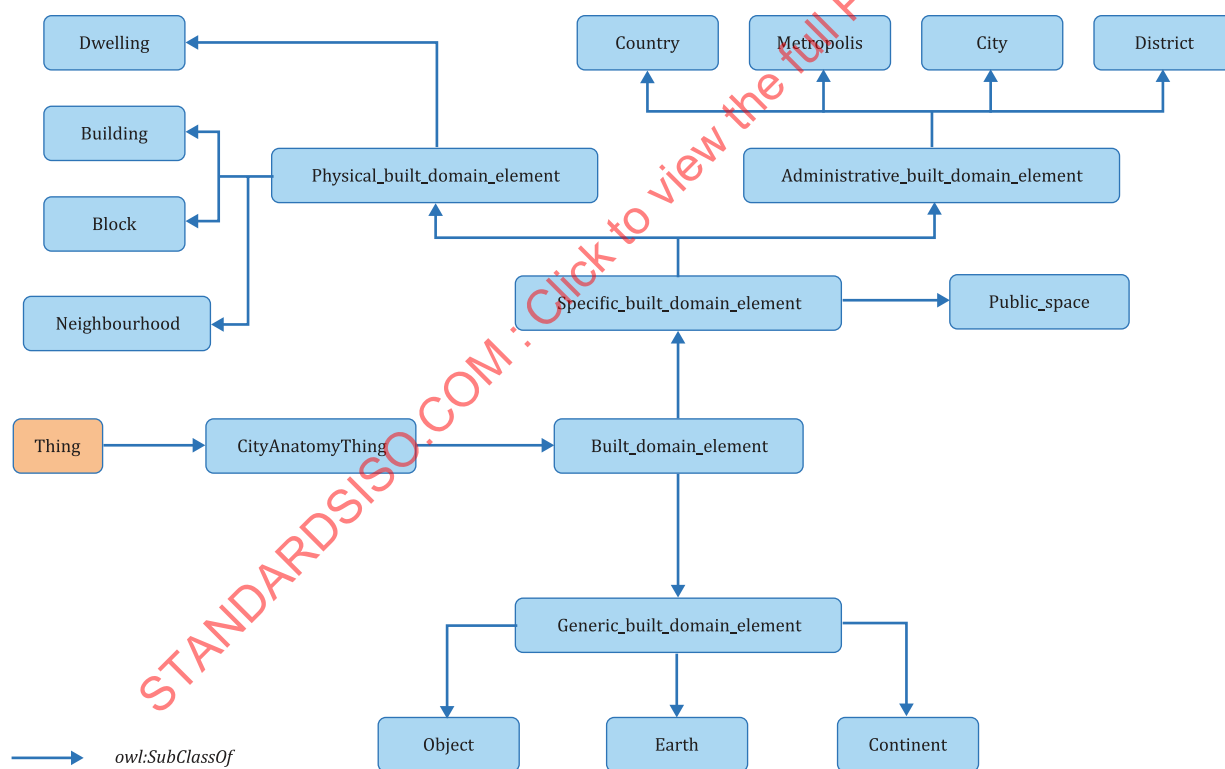 Dwelling
Country
Metropolis
City
District
Building
Physical_built_domain_element
Administrative_built_domain_element
Block
Specific_built_domain_element
Public_space
Neighbourhood
Thing
CityAnatomyThing
Built_domain_element
Generic_built_domain_element
Object
Earth
Continent
owl:SubClassOf
STANDARDSISO.COM : Click to view the full